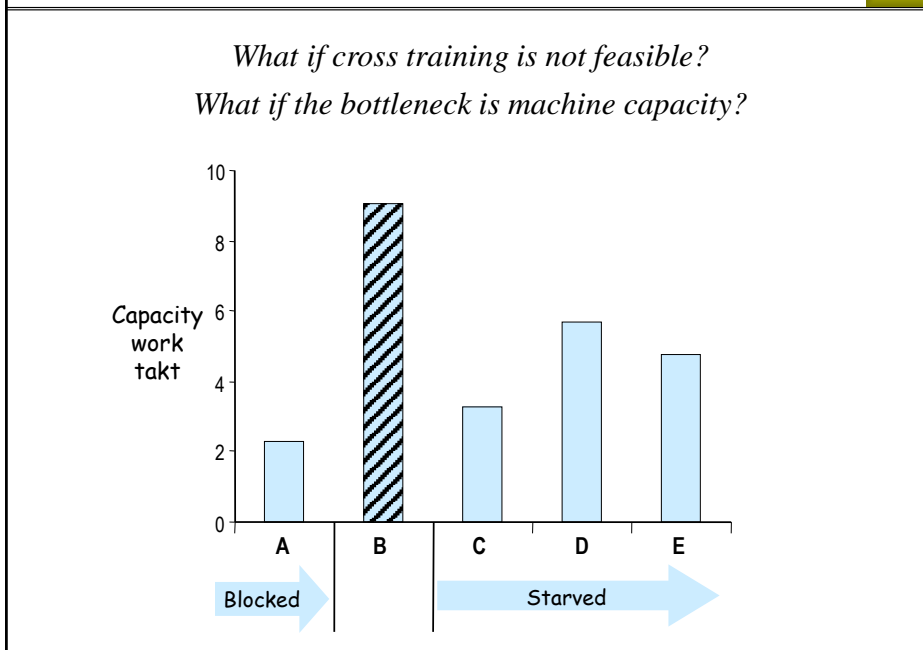 What if cross training is not feasible?
What if the bottleneck is machine capacity?
10
8
6
4
2
0
Capacity
work
takt
A B C D E
Blocked
Starved